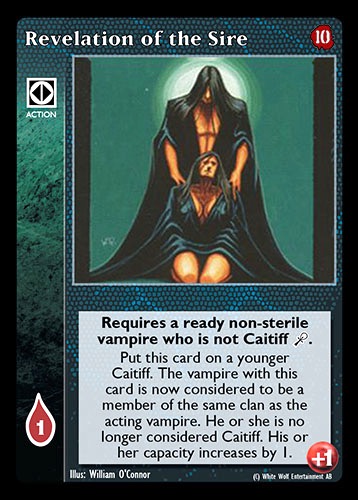 Revelation of the Sire
10
ACTION
Requires a ready non-sterile
vampire who is not Caitiff.
Put this card on a younger
Caitiff. The vampire with this
card is now considered to be a
member of the same clan as the
acting vampire. He or she is no
longer considered Caitiff. His or
her capacity increases by 1.
1
+1
Illus: William O'Connor
(C) White Wolf Entertainment AB